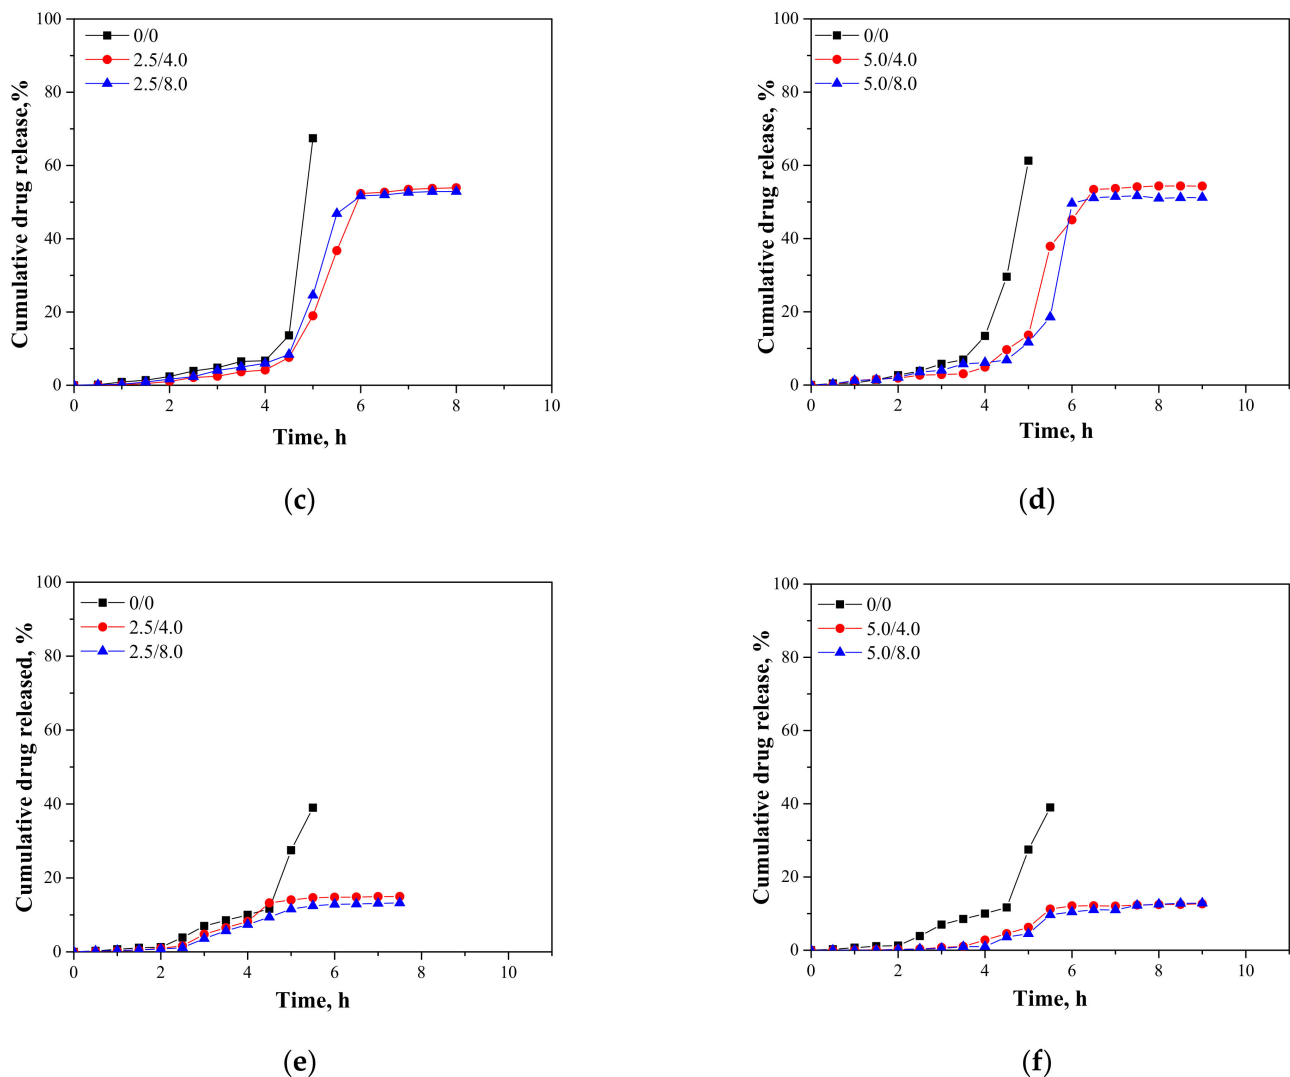 0/0
2.5/4.0
2.5/8.0
Cumulative drug release,%
100
80
60
40
20
0
0 2 4 6 8 10
Time, h
(c)
0/0
5.0/4.0
5.0/8.0
Cumulative drug release, %
100
80
60
40
20
0
0 2 4 6 8 10
Time, h
(d)
0/0
2.5/4.0
2.5/8.0
Cumulative drug released, %
100
80
60
40
20
0
0 2 4 6 8 10
Time, h
(e)
0/0
5.0/4.0
5.0/8.0
Cumulative drug release, %
100
80
60
40
20
0
0 2 4 6 8 10
Time, h
(f)